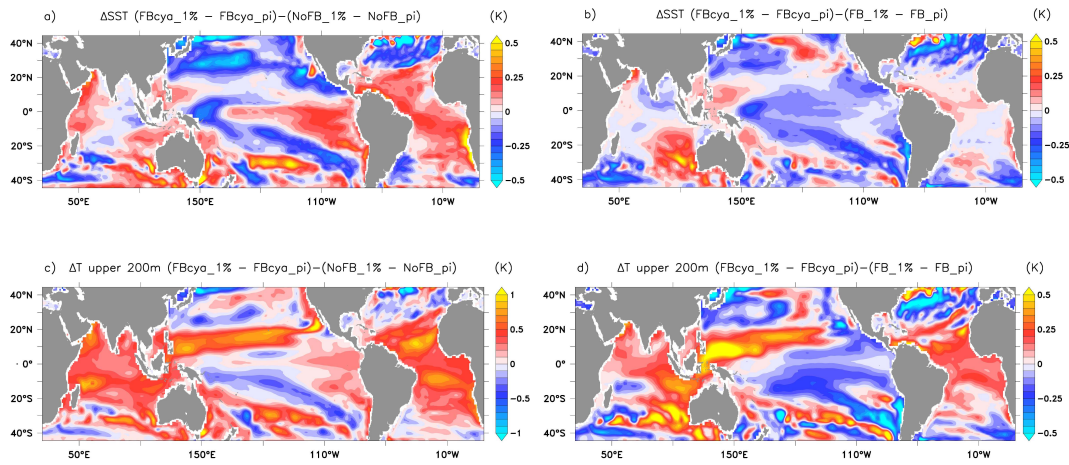 a) ΔSST (FBcya_1% − FBcya_pi)−(NoFB_1% − NoFB_pi) (K)
40°N
20°N
0°
20°S
40°S
50°E 150°E 110°W 10°W
0.5
0.25
0
−0.25
−0.5
b) ΔSST (FBcya_1% − FBcya_pi)−(FB_1% − FB_pi) (K)
40°N
20°N
0°
20°S
40°S
50°E 150°E 110°W 10°W
0.5
0.25
0
−0.25
−0.5
c) ΔT upper 200m (FBcya_1% − FBcya_pi)−(NoFB_1% − NoFB_pi) (K)
40°N
20°N
0°
20°S
40°S
50°E 150°E 110°W 10°W
1
0.5
0
−0.5
−1
d) ΔT upper 200m (FBcya_1% − FBcya_pi)−(FB_1% − FB_pi) (K)
40°N
20°N
0°
20°S
40°S
50°E 150°E 110°W 10°W
0.5
0.25
0
−0.25
−0.5